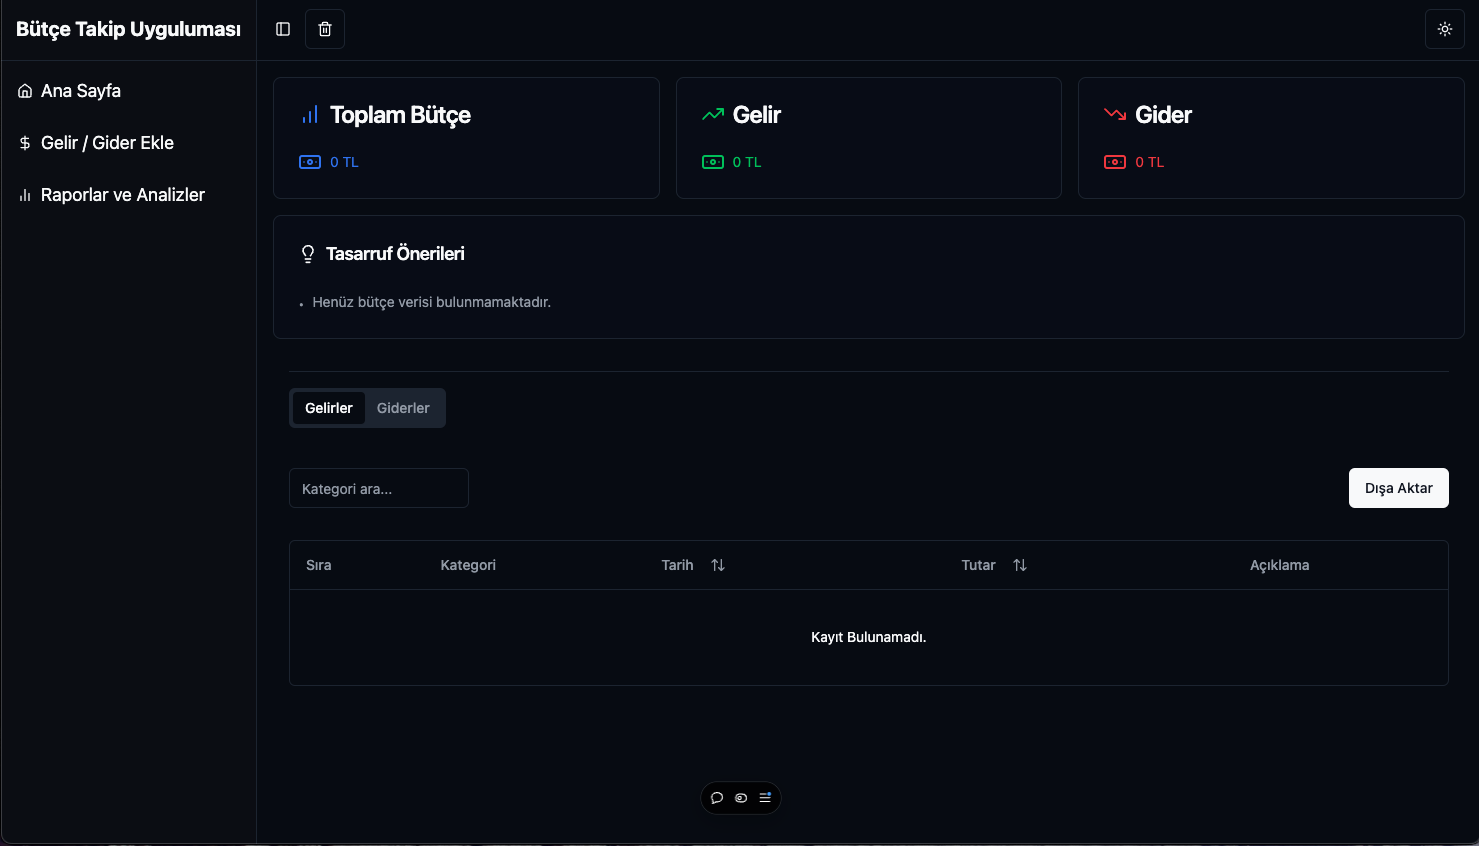 Bütçe Takip Uyguluması
Ana Sayfa
Gelir / Gider Ekle
Raporlar ve Analizler
Toplam Bütçe
0 TL
Gelir
0 TL
Gider
0 TL
Tasarruf Önerileri
• Henüz bütçe verisi bulunmamaktadır.
Gelirler Giderler
Kategori ara...
Dışa Aktar
Sıra Kategori Tarih Tutar Açıklama
Kayıt Bulunamadı.